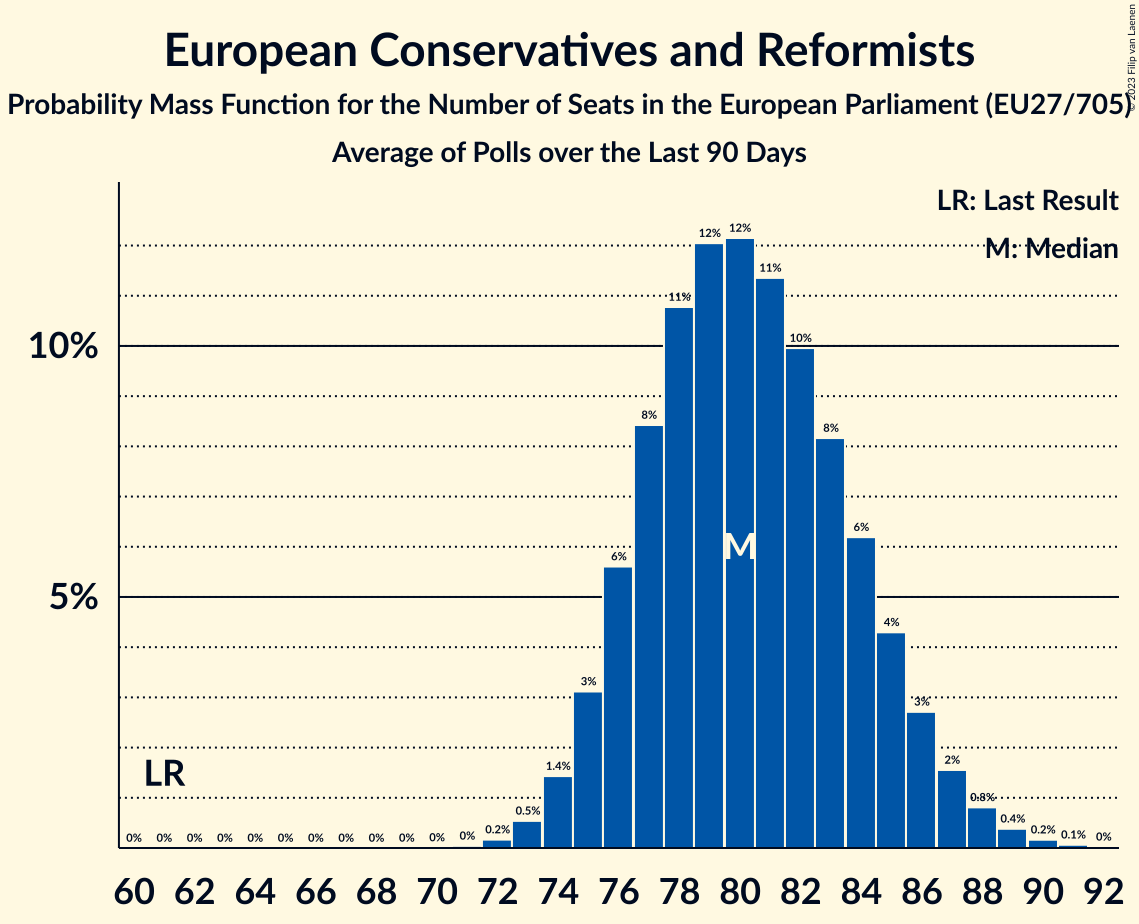 European Conservatives and Reformists
Probability Mass Function for the Number of Seats in the European Parliament (EU27/705)
Average of Polls over the Last 90 Days
© 2023 Filip van Laenen
LR: Last Result
M: Median
10%
5%
LR
M
0% 0% 0% 0% 0% 0% 0% 0% 0% 0% 0% 0% 0.2% 0.5% 1.4% 3% 6% 8% 11% 12% 12% 11% 10% 8% 6% 4% 3% 2% 0.8% 0.4% 0.2% 0.1% 0%
60 62 64 66 68 70 72 74 76 78 80 82 84 86 88 90 92